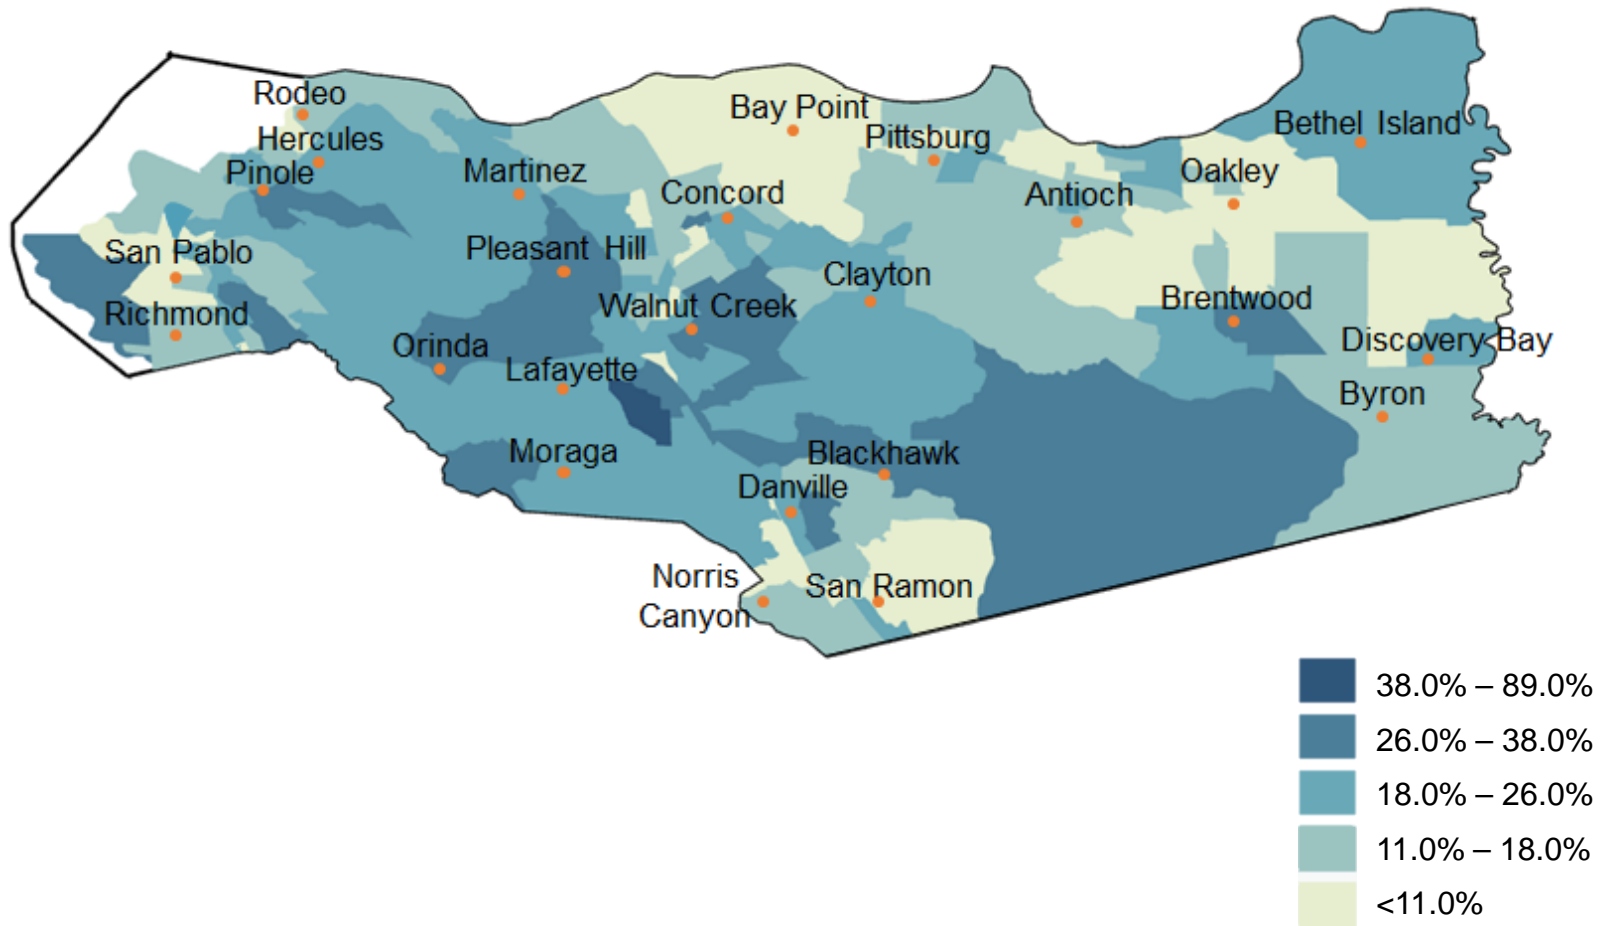 Rodeo
Bay Point
Hercules
Pittsburg
Bethel Island
Pinole
Martinez
Concord
Antioch
Oakley
San Pablo
Pleasant Hill
Clayton
Richmond
Walnut Creek
Brentwood
Orinda
Lafayette
Discovery Bay
Byron
Moraga
Blackhawk
Danville
Norris
Canyon
San Ramon
38.0% – 89.0%
26.0% – 38.0%
18.0% – 26.0%
11.0% – 18.0%
<11.0%